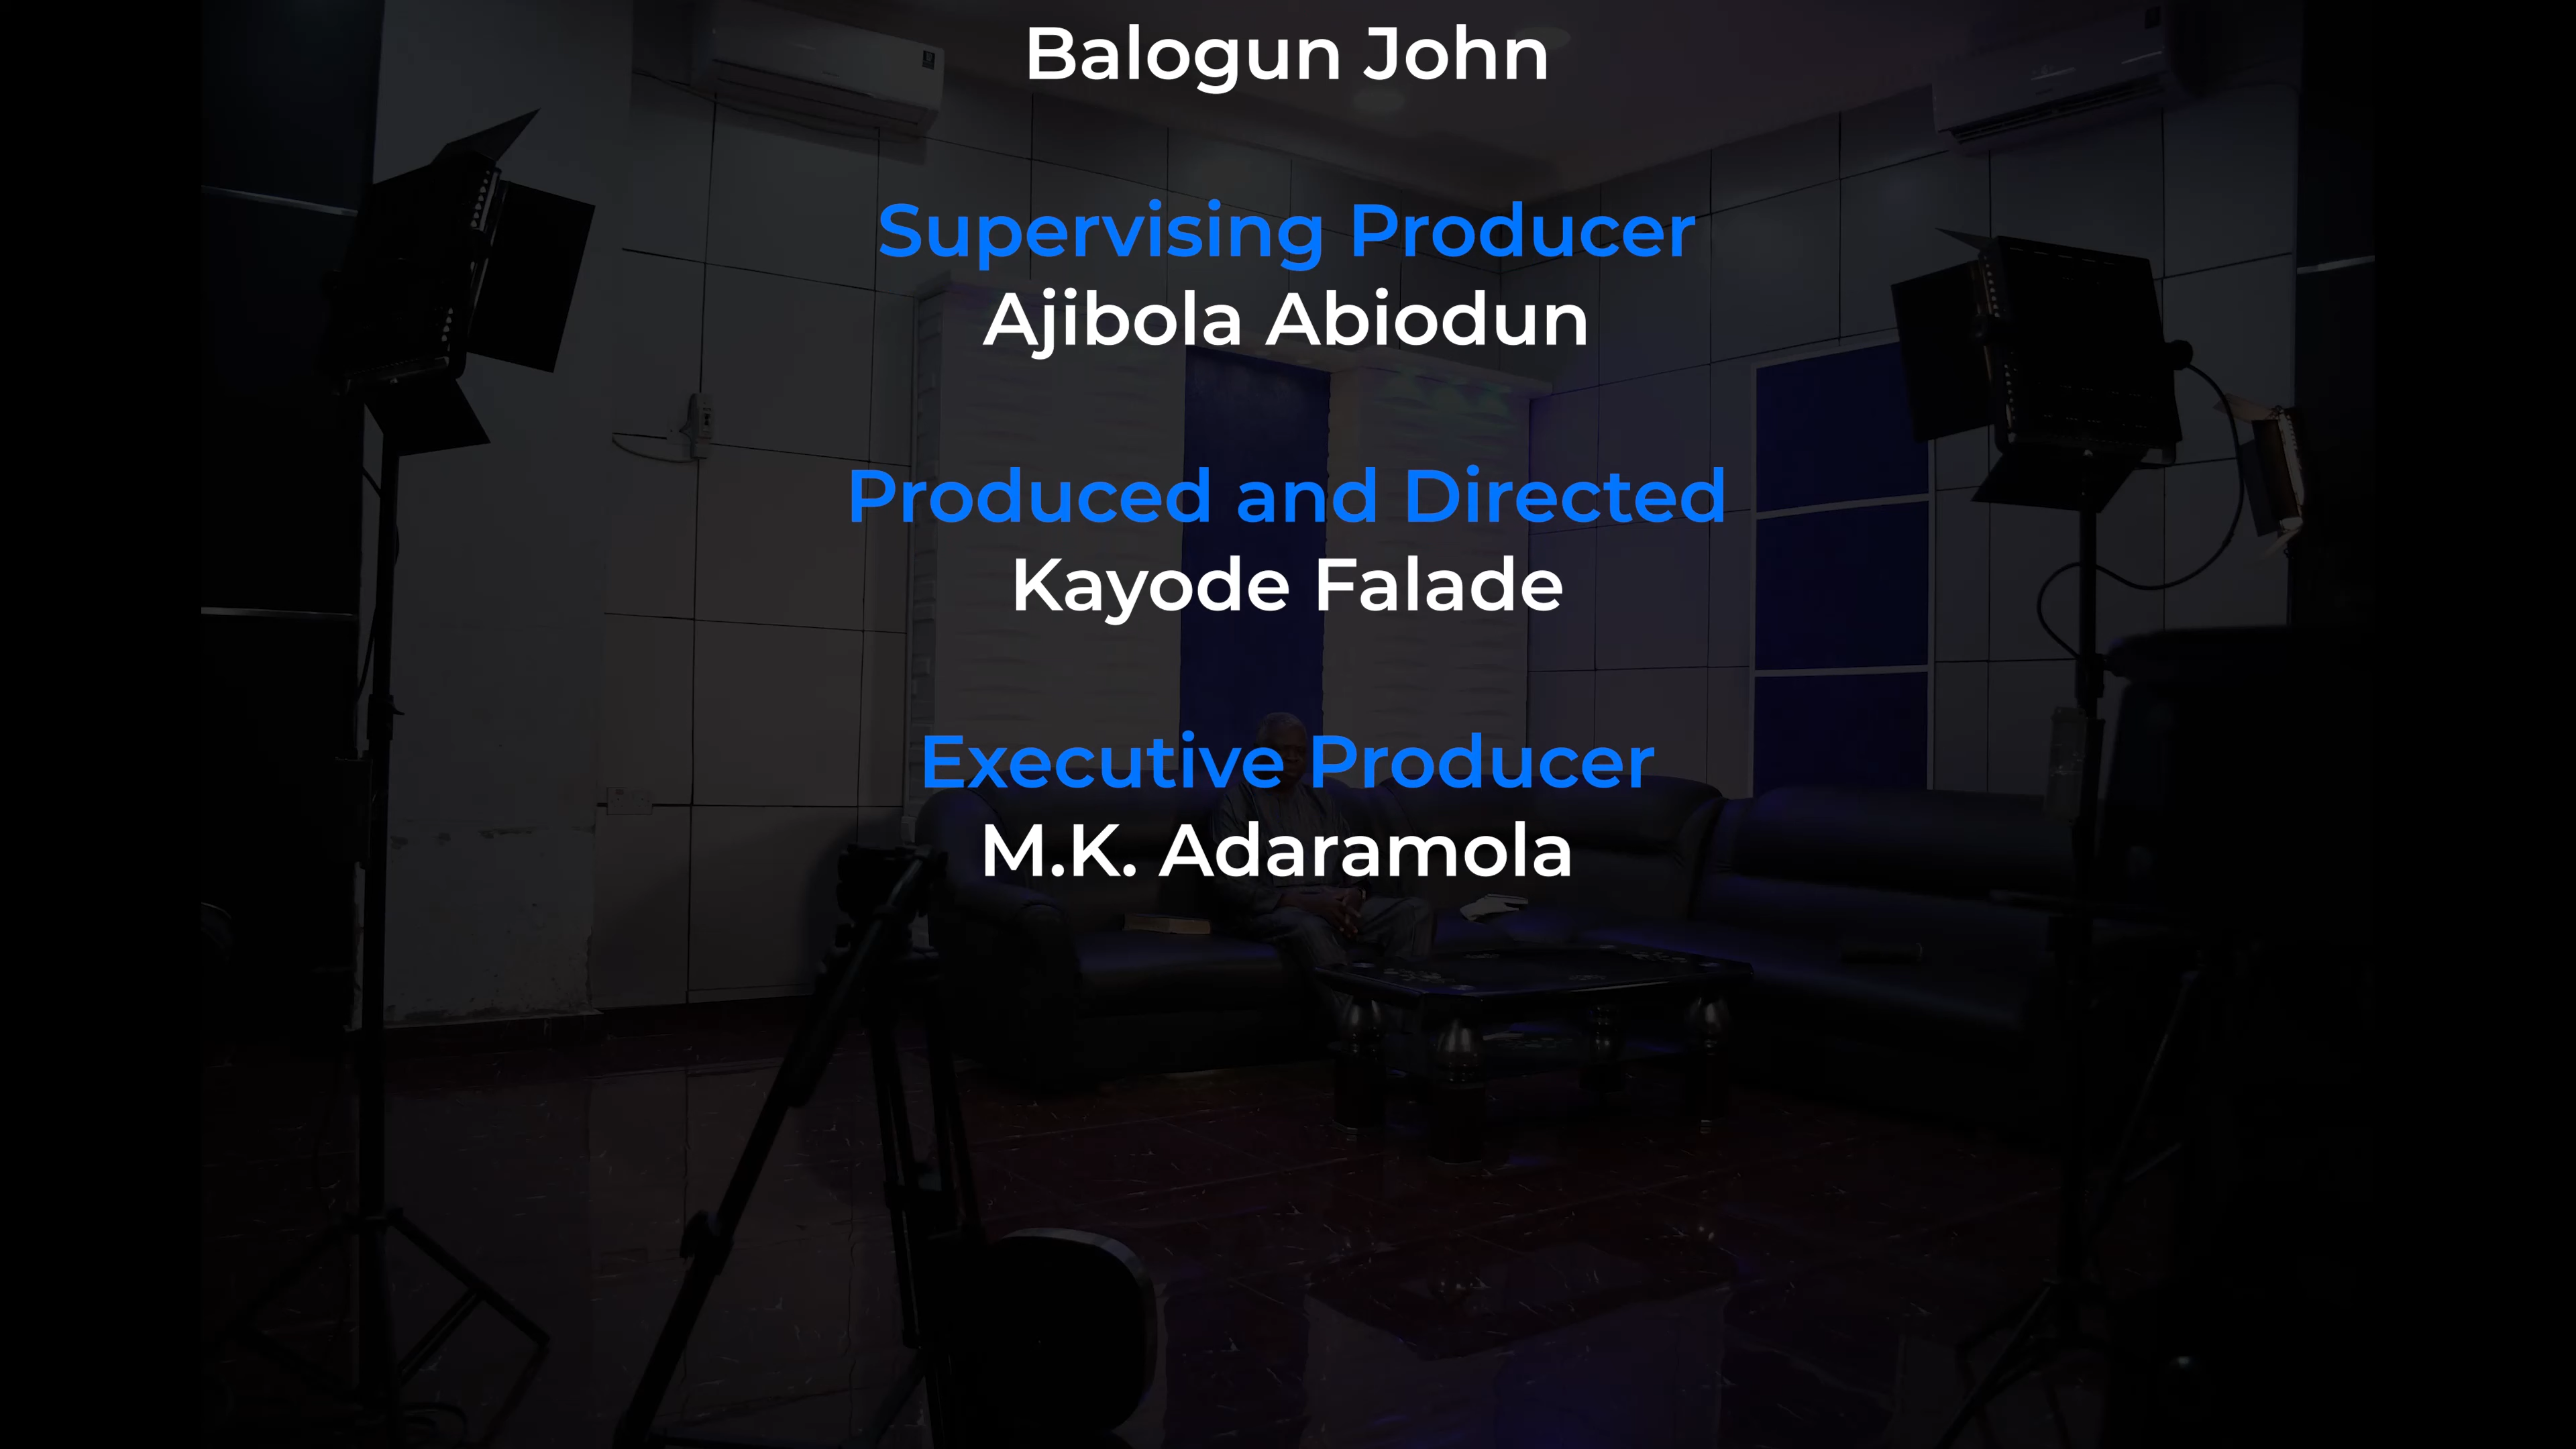 Balogun John
Supervising Producer
Ajibola Abiodun
Produced and Directed
Kayode Falade
Executive Producer
M.K. Adaramola